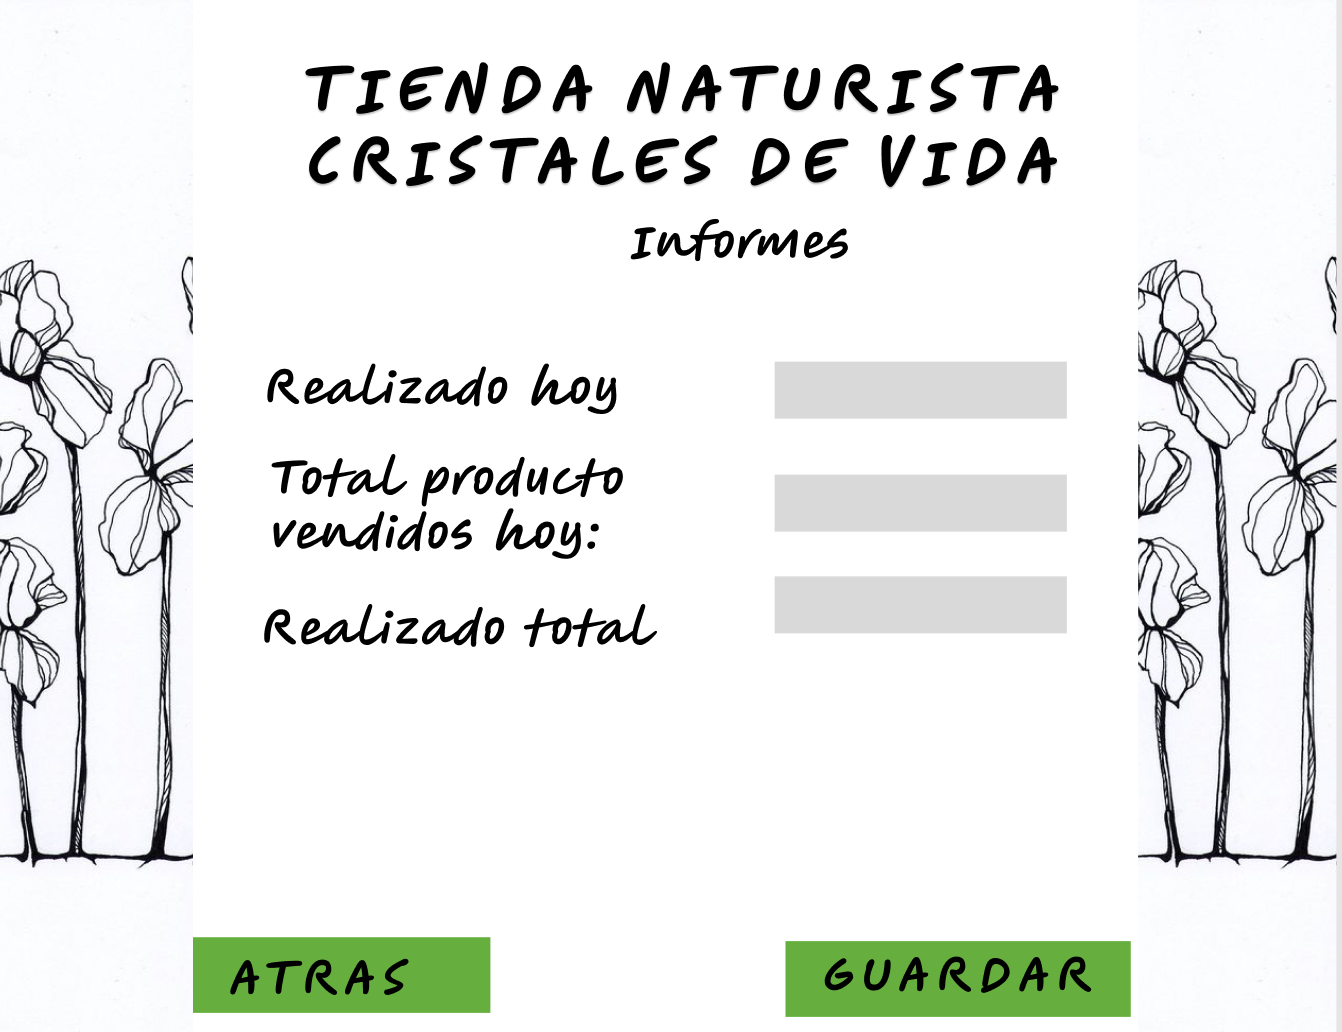 TIENDA NATURISTA
CRISTALES DE VIDA
Informes
Realizado hoy
Total producto
vendidos hoy:
Realizado total
ATRAS
GUARDAR